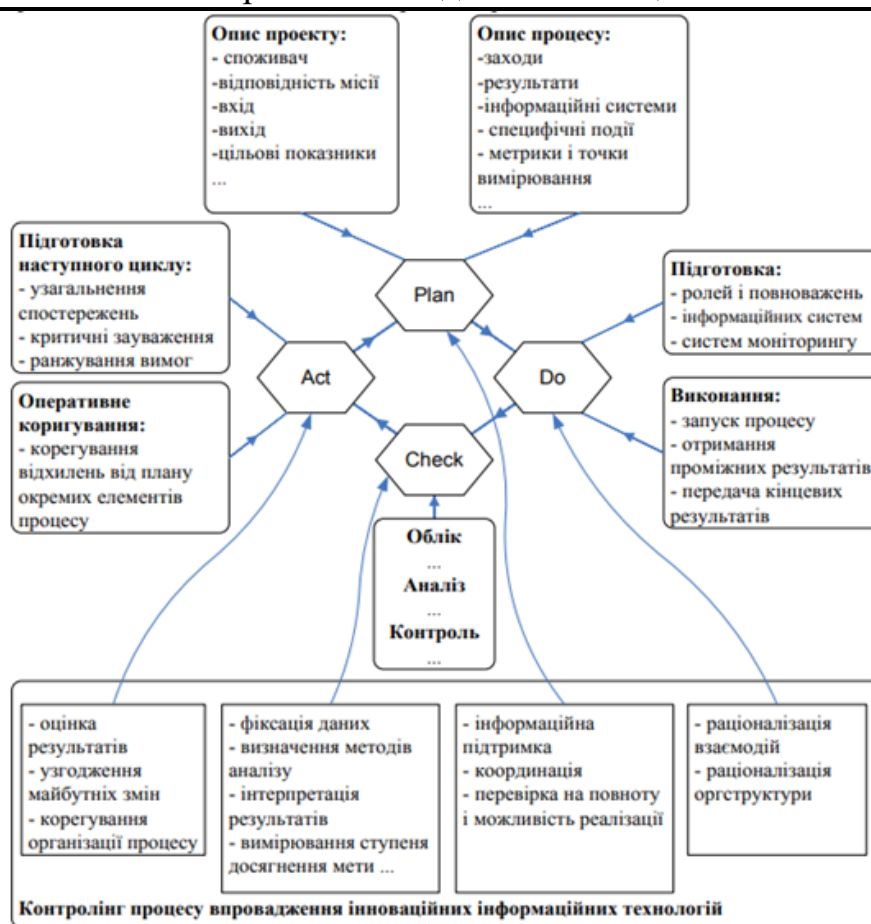 Опис проекту:
- споживач
-відповідність місії
-вхід
-вихід
-цільові показники
...
Опис процесу:
-заходи
-результати
-інформаційні системи
- специфічні події
- метрики і точки
вимірювання
...
Підготовка
наступного циклу:
- узагальнення
спостережень
- критичні зауваження
- ранжування вимог
Plan
Підготовка:
- ролей і повноважень
- інформаційних систем
- систем моніторингу
Act
Do
Оперативне
коригування:
- корегування
відхилень від плану
окремих елементів
процесу
Check
Виконання:
- запуск процесу
- отримання
проміжних результатів
- передача кінцевих
результатів
Облік
...
Аналіз
...
Контроль
...
- оцінка
результатів
- узгодження
майбутніх змін
- корегування
організації процесу
- фіксація даних
- визначення методів
аналізу
- інтерпретація
результатів
- вимірювання ступеня
досягнення мети ...
- інформаційна
підтримка
- координація
- перевірка на повноту
і можливість реалізації
- раціоналізація
взаємодій
- раціоналізація
оргструктури
Контролінг процесу впровадження інноваційних інформаційних технологій